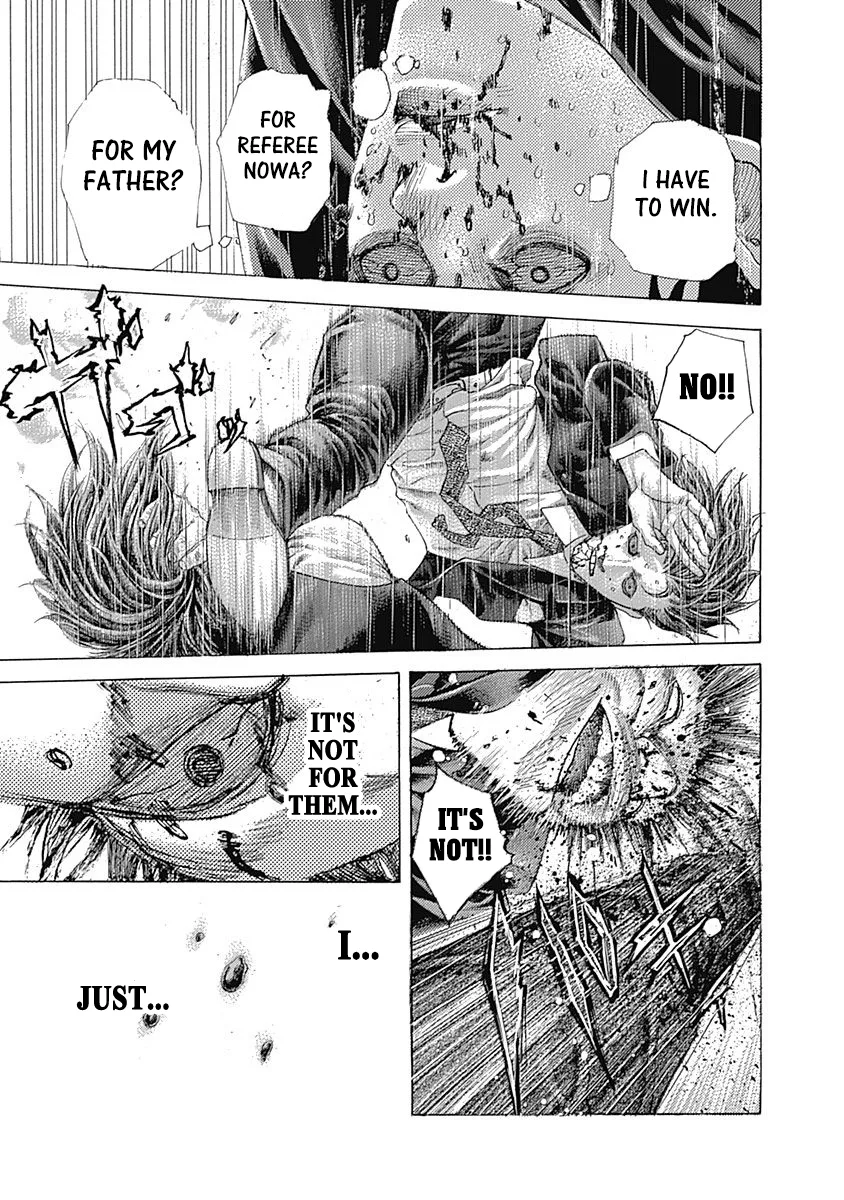 I HAVE
TO WIN.
FOR
REFEREE
NOWA?
FOR MY
FATHER?
NO!!
IT'S
NOT!!
IT'S
NOT
FOR
THEM...
I...
JUST...